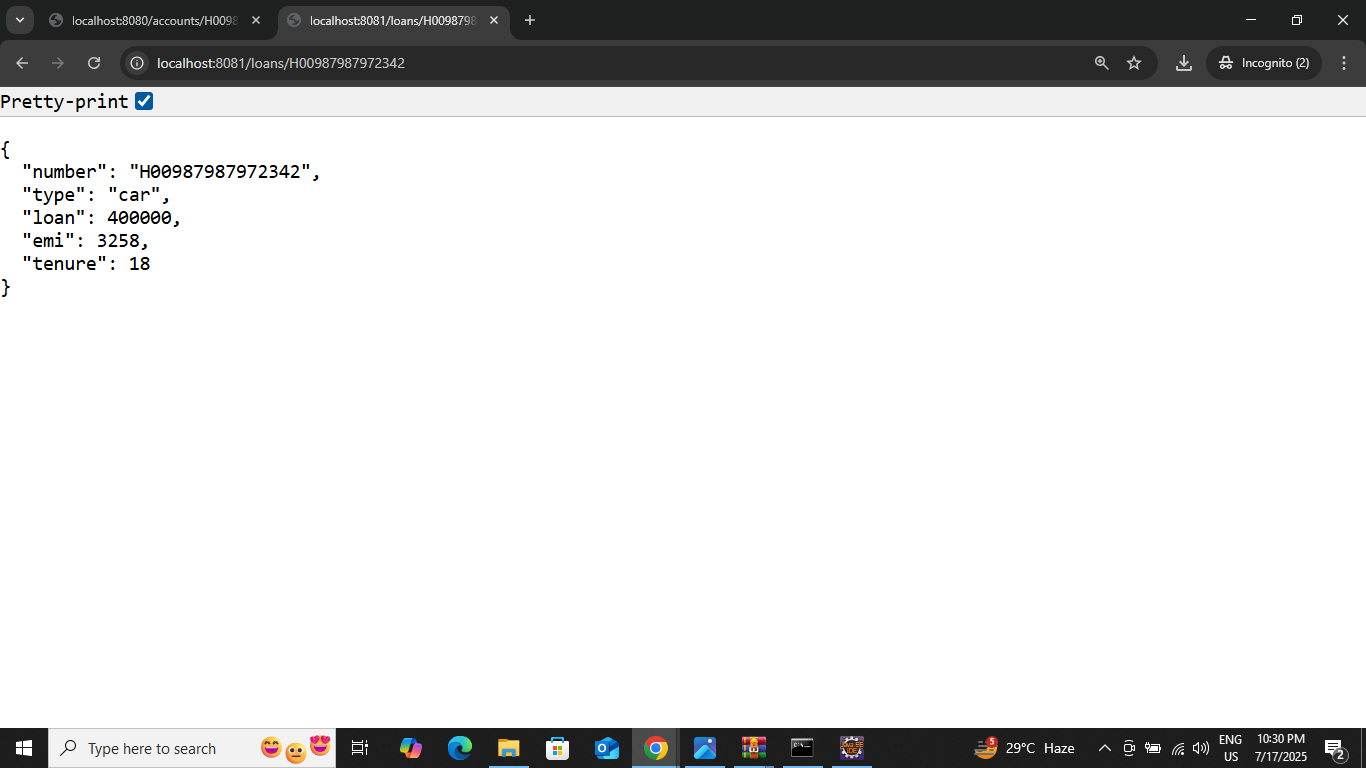 localhost:8080/accounts/H0098
localhost:8081/loans/H0098798
localhost:8081/loans/H00987987972342
Incognito (2)
Pretty-print
{
"number": "H00987987972342",
"type": "car",
"loan": 400000,
"emi": 3258,
"tenure": 18
}
Type here to search
5
29°C Haze
ENG
US
10:30 PM
7/17/2025
2